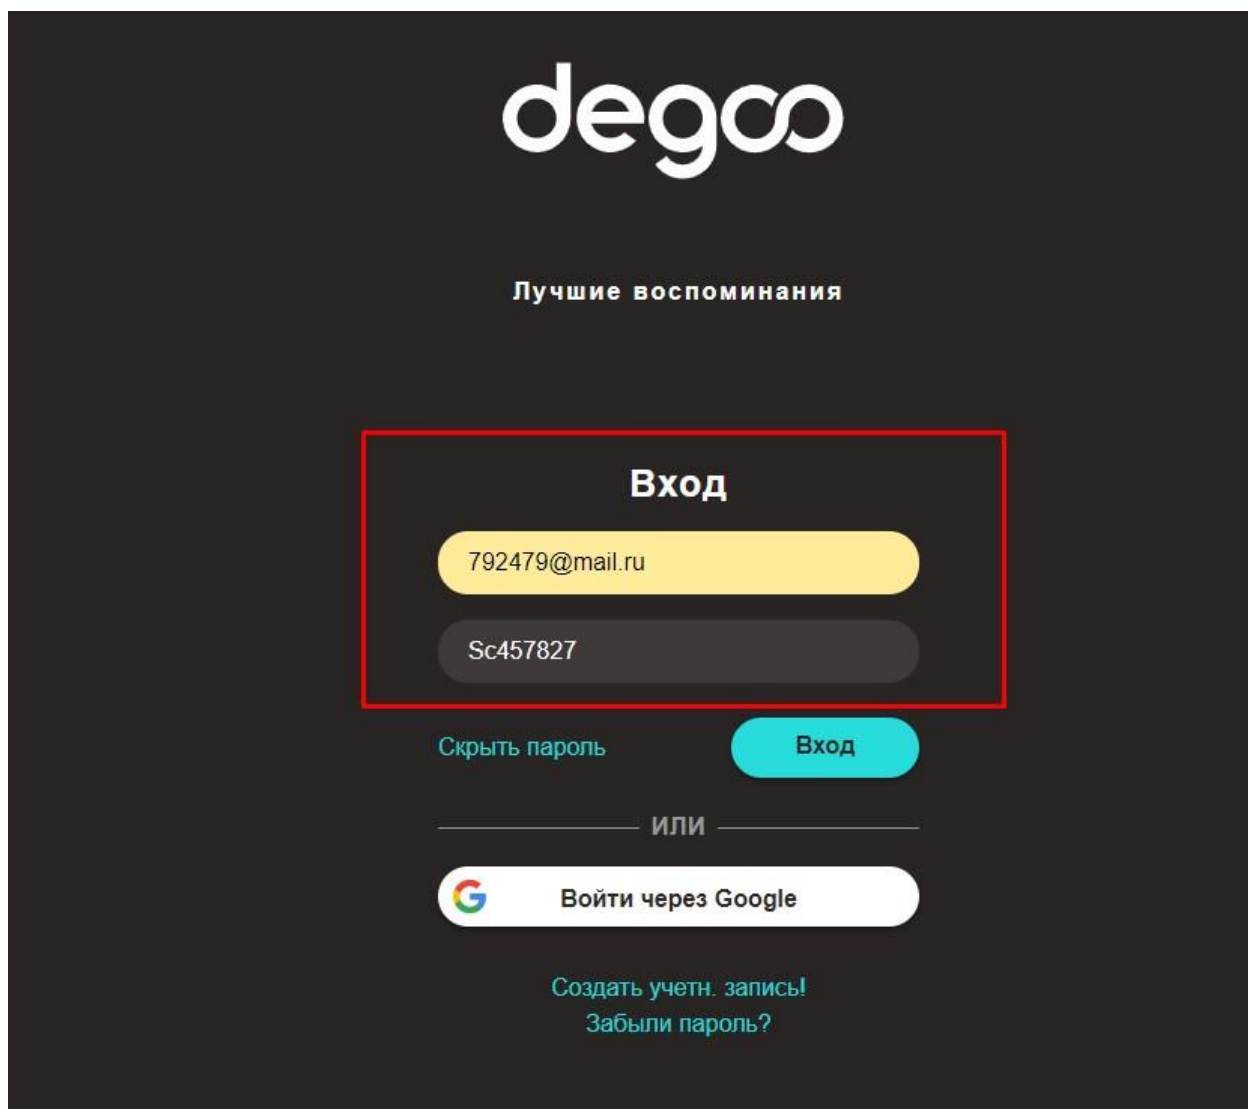 degoo
Лучшие воспоминания
Вход
792479@mail.ru
Sc457827
Скрыть пароль
Вход
ИЛИ
Войти через Google
Создать учетн. запись!
Забыли пароль?